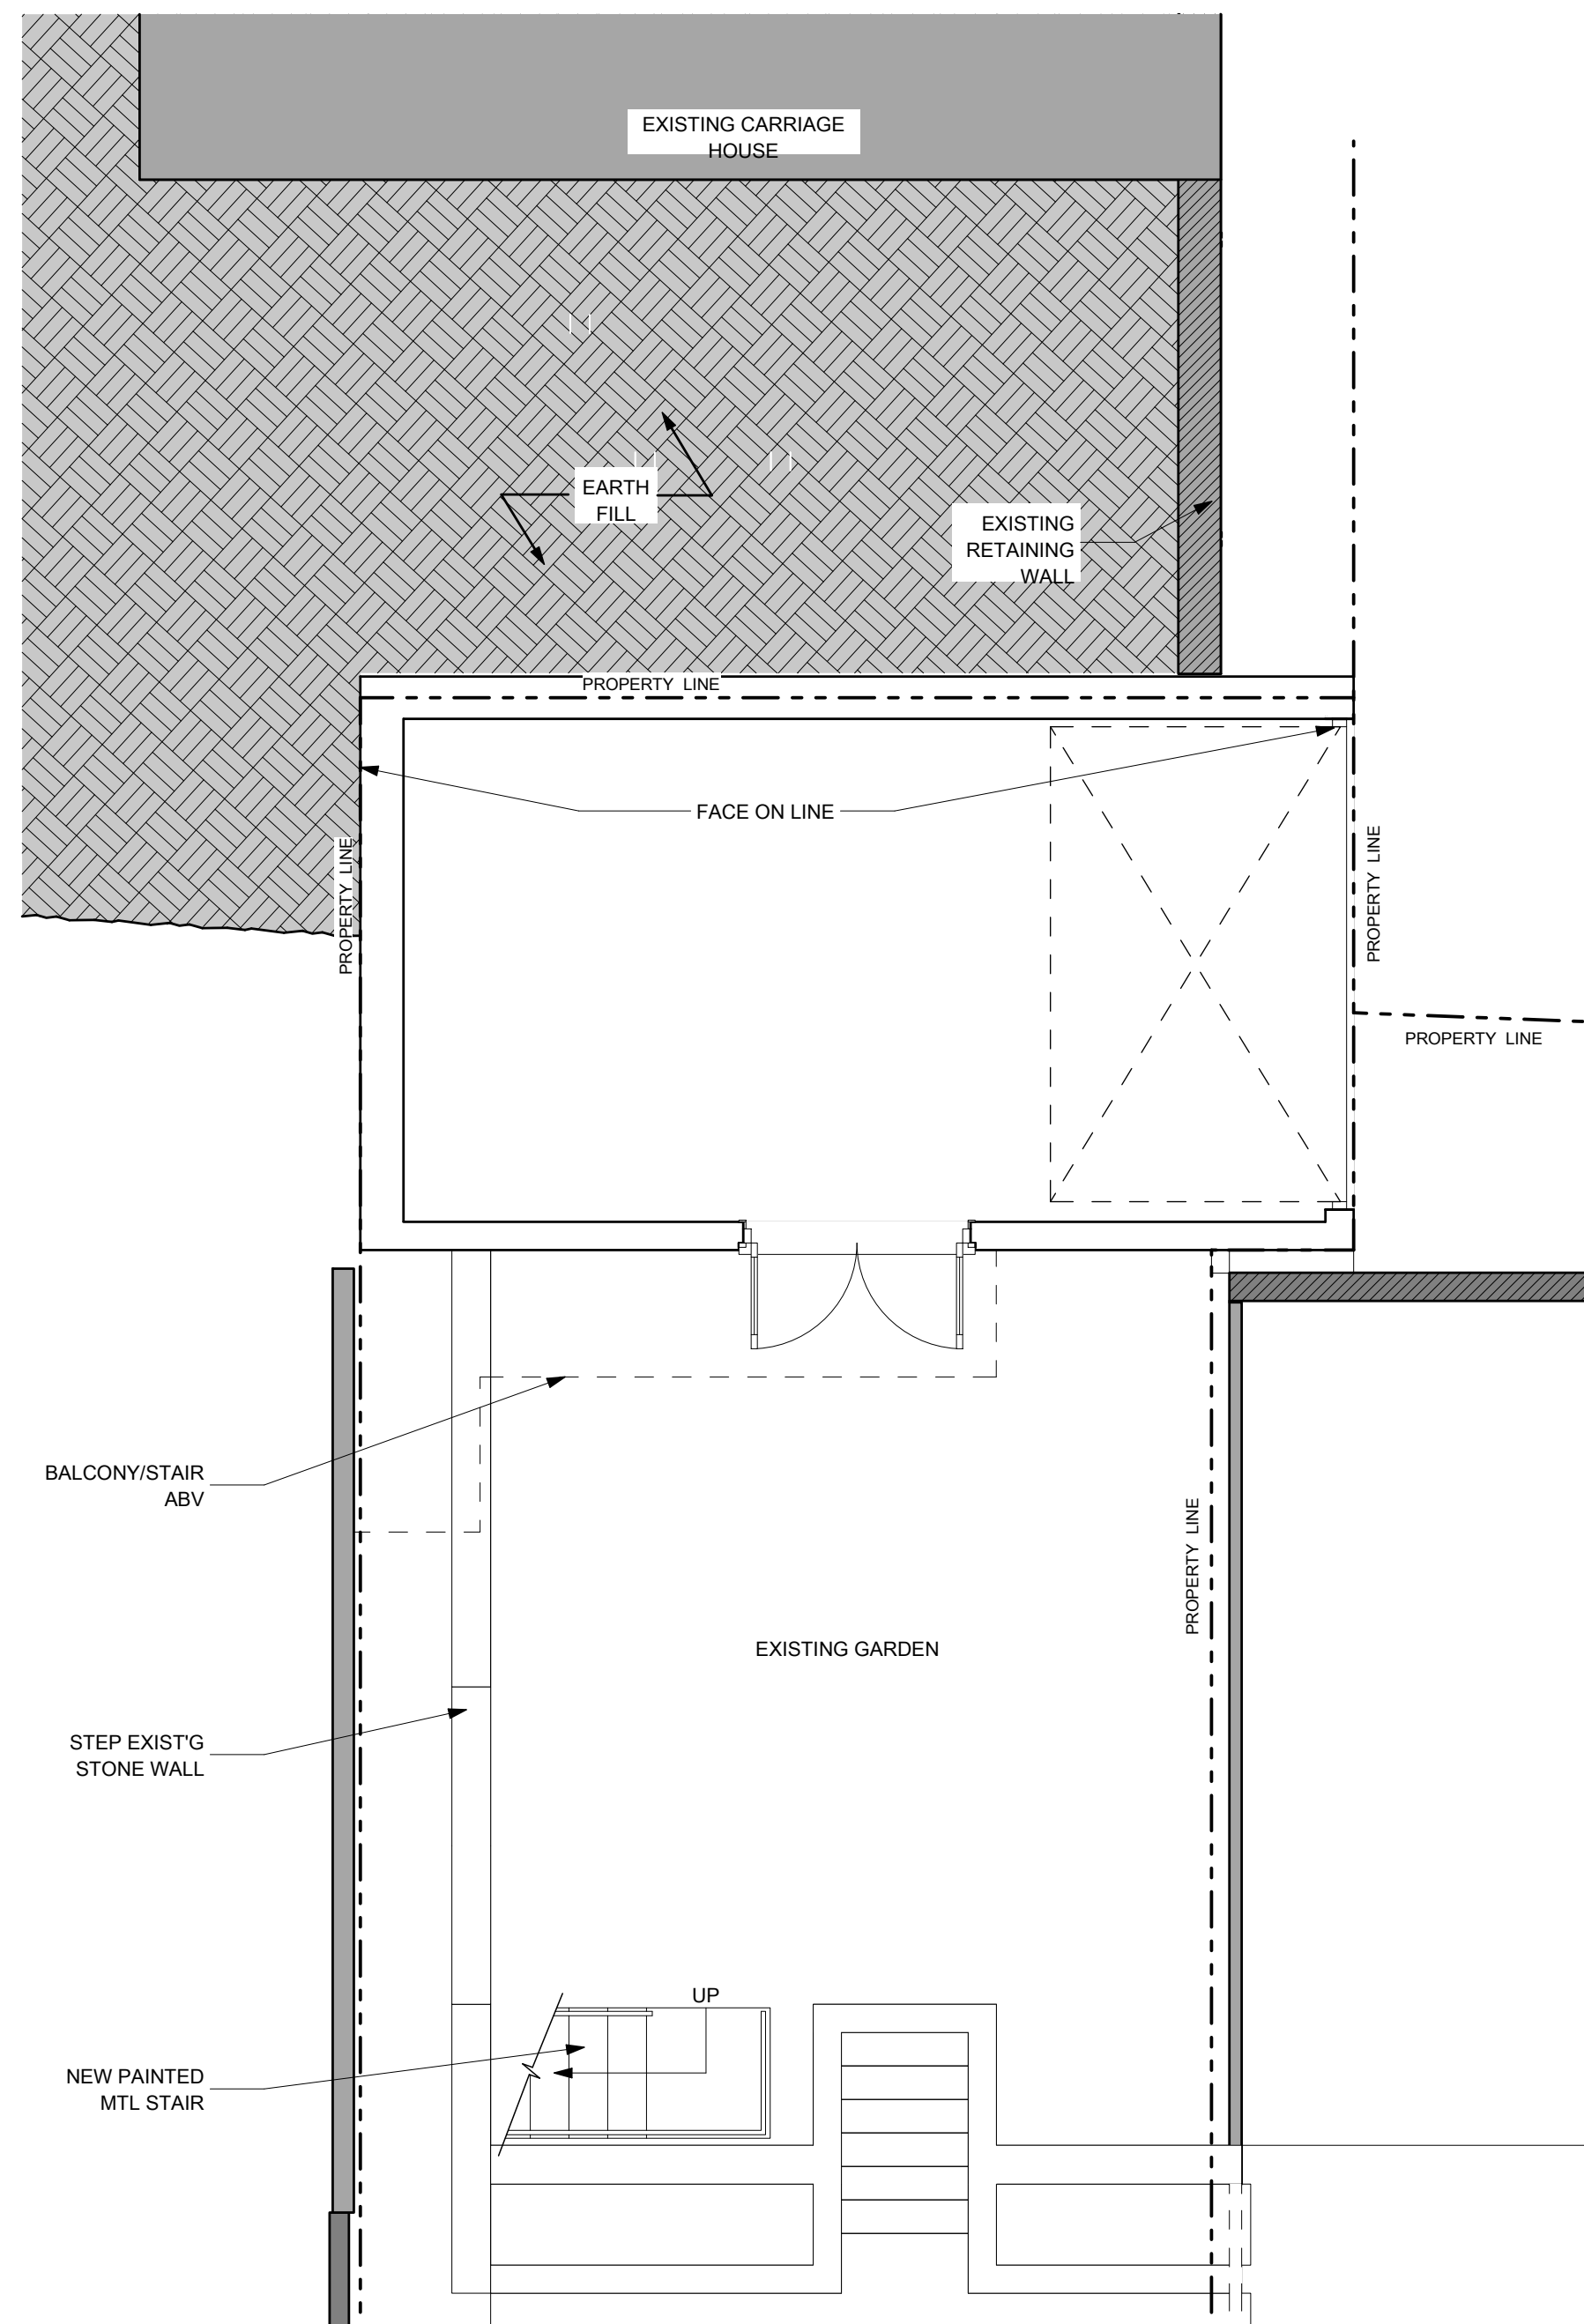 EXISTING CARRIAGE
HOUSE
EARTH
FILL
EXISTING
RETAINING
WALL
PROPERTY LINE
FACE ON LINE
PROPERTY LINE
PROPERTY LINE
PROPERTY LINE
BALCONY/STAIR
ABV
PROPERTY LINE
EXISTING GARDEN
STEP EXIST'G
STONE WALL
UP
NEW PAINTED
MTL STAIR